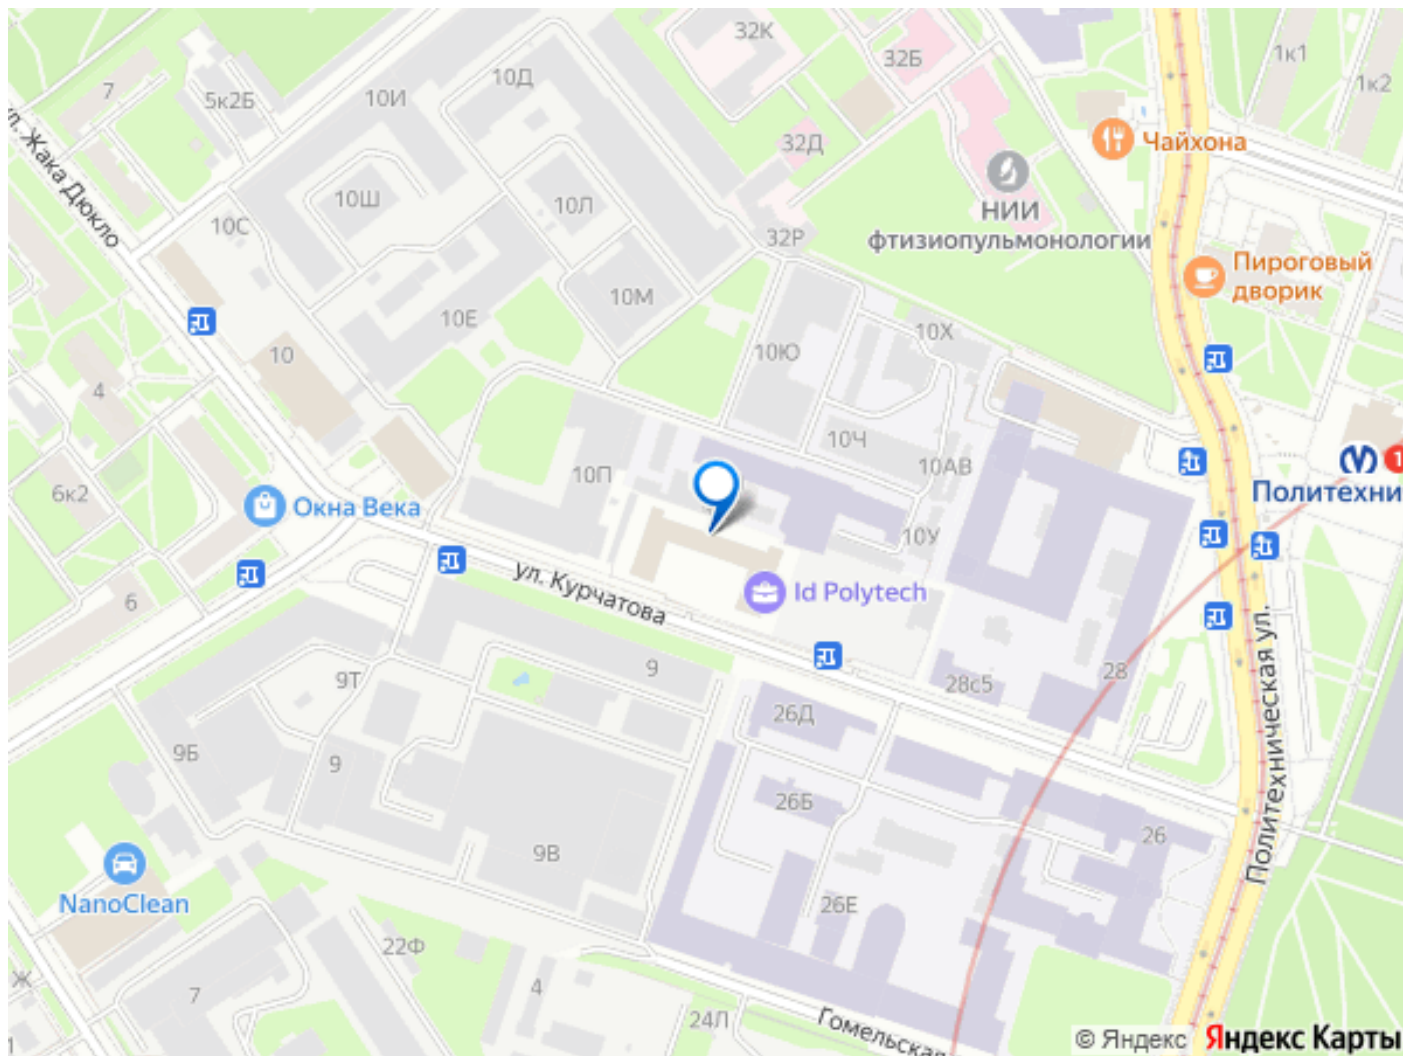 32К
1к1
10Д
32Б
7
5к2Б
10И
1к2
ул. Жака Дюкло
32Д
Чайхона
10Ш
10Л
НИИ
фтизиопульмонологии
10С
32Р
Пироговый
дворик
10М
10Е
10Х
10
10Ю
4
10Ч
10АВ
10П
1
Политехни
6к2
Окна Века
10У
ул. Курчатова
Id Polytech
6
9
28
28с5
9Т
26Д
Политехническая ул.
9Б
9
26Б
26
9В
NanoClean
26Е
22Ф
Ж
7
4
24Л
Гомельская
1
© Яндекс Яндекс Карты